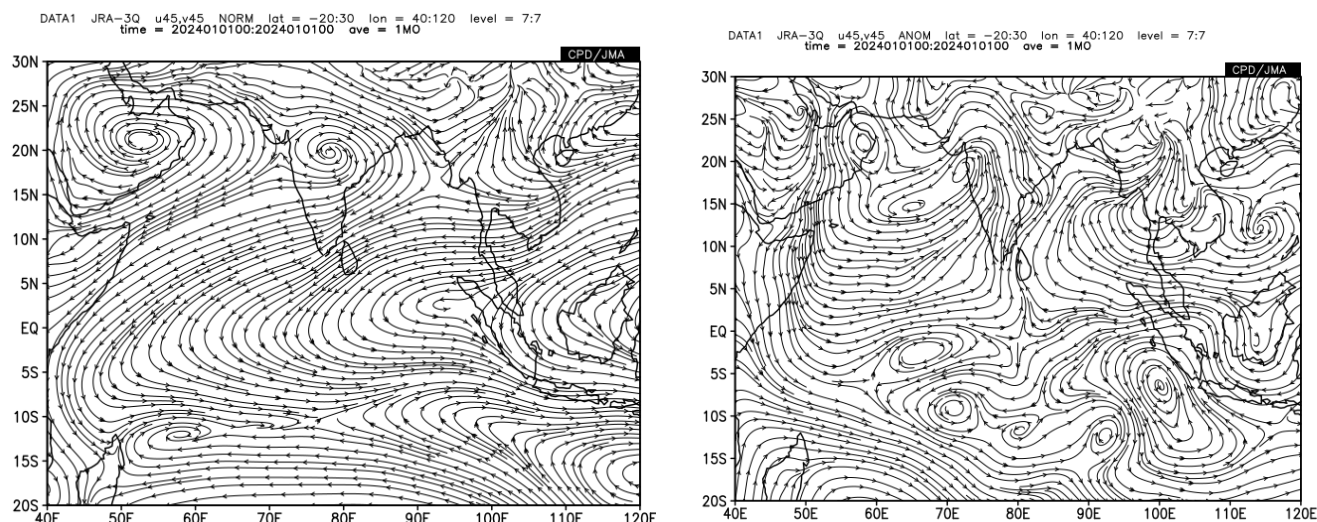 DATA1 JRA-3Q u45,v45 NORM lat = -20:30 lon = 40:120 level = 7:7
time = 2024010100:2024010100 ave = 1MO
CPD/JMA
30N
25N
20N
15N
10N
5N
EQ
5S
10S
15S
20S
40E 50E 60E 70E 80E 90E 100E 110E 120E
DATA1 JRA-3Q u45,v45 ANOM lat = -20:30 lon = 40:120 level = 7:7
time = 2024010100:2024010100 ave = 1MO
CPD/JMA
30N
25N
20N
15N
10N
5N
EQ
5S
10S
15S
20S
40E 50E 60E 70E 80E 90E 100E 110E 120E